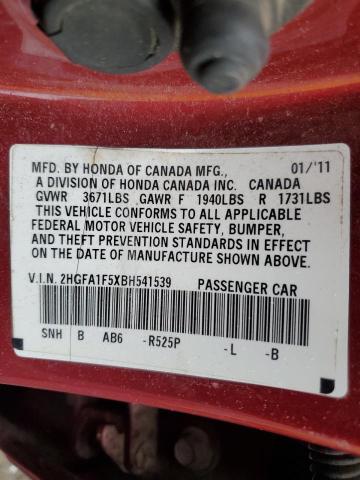 MFD. BY HONDA OF CANADA MFG., 01/'11
A DIVISION OF HONDA CANADA INC. CANADA
GVWR 3671LBS GAWR F 1940LBS R 1731LBS
THIS VEHICLE CONFORMS TO ALL APPLICABLE
FEDERAL MOTOR VEHICLE SAFETY, BUMPER,
AND THEFT PREVENTION STANDARDS IN EFFECT
ON THE DATE OF MANUFACTURE SHOWN ABOVE.
V.I.N. 2HGFA1F5XBH541539 PASSENGER CAR
SNH B AB6 -R525P -L -B